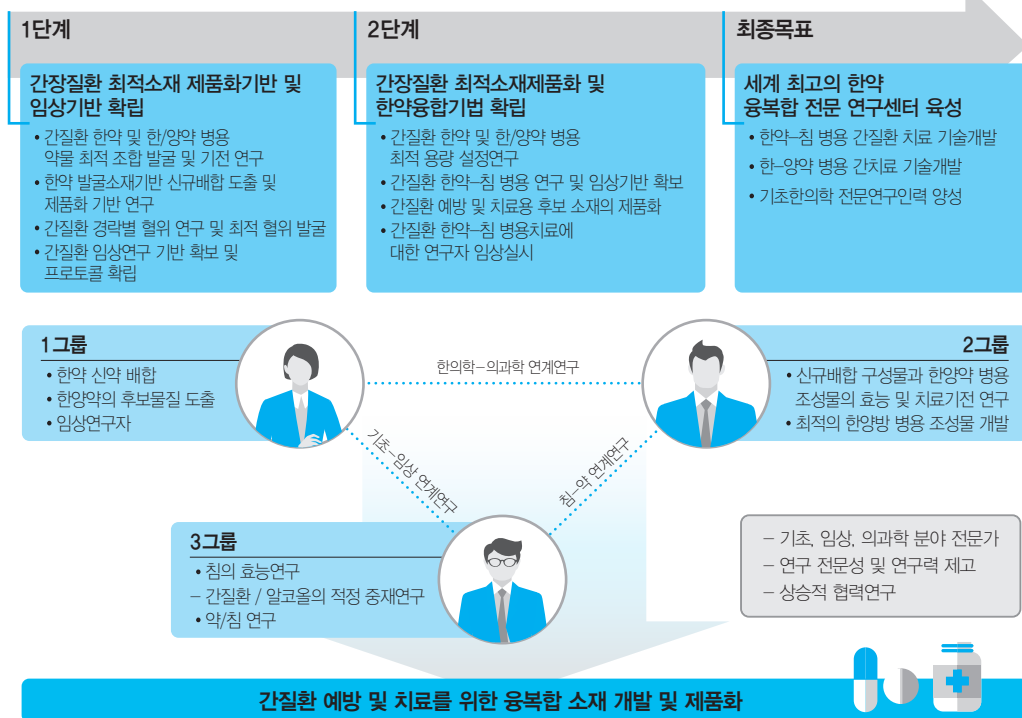 1단계
간장질환 최적소재 제품화기반 및
임상기반 확립
• 간질환 한약 및 한/양약 병용
약물 최적 조합 발굴 및 기전 연구
• 한약 발굴소재기반 신규배합 도출 및
제품화 기반 연구
• 간질환 경락별 혈위 연구 및 최적 혈위 발굴
• 간질환 임상연구 기반 확보 및
프로토콜 확립
2단계
간장질환 최적소재제품화 및
한약융합기법 확립
• 간질환 한약 및 한/양약 병용
최적 용량 설정연구
• 간질환 한약-침 병용 연구 및 임상기반 확보
• 간질환 예방 및 치료용 후보 소재의 제품화
• 간질환 한약-침 병용치료에
대한 연구자 임상실시
최종목표
세계 최고의 한약
융복합 전문 연구센터 육성
• 한약-침 병용 간질환 치료 기술개발
• 한-양약 병용 간치료 기술개발
• 기초한의학 전문연구인력 양성
1그룹
• 한약 신약 배합
• 한양약의 후보물질 도출
• 임상연구자
한의학-의과학 연계연구
2그룹
• 신규배합 구성물과 한양약 병용
조성물의 효능 및 치료기전 연구
• 최적의 한양방 병용 조성물 개발
기초-임상 연계연구
침-약 연계연구
3그룹
• 침의 효능연구
- 간질환 / 알코올의 적정 중재연구
• 약/침 연구
- 기초, 임상, 의과학 분야 전문가
- 연구 전문성 및 연구력 제고
- 상승적 협력연구
간질환 예방 및 치료를 위한 융복합 소재 개발 및 제품화